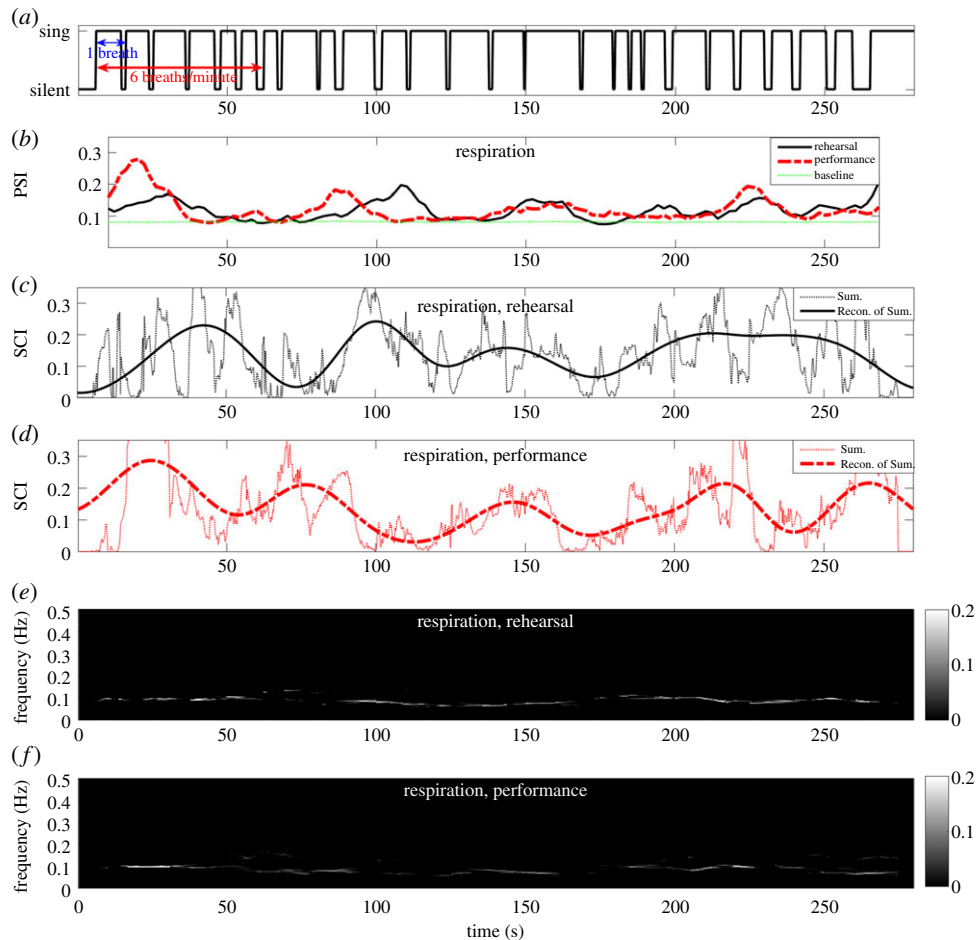 (a)
sing
silent
1 breath
6 breaths/minute
50 100 150 200 250
(b)
PSI
0.3
0.2
0.1
respiration
rehearsal
performance
baseline
50 100 150 200 250
(c)
SCI
0.3
0.2
0.1
0
respiration, rehearsal
Sum.
Recon. of Sum.
50 100 150 200 250
(d)
SCI
0.3
0.2
0.1
0
respiration, performance
Sum.
Recon. of Sum.
50 100 150 200 250
(e)
frequency (Hz)
0.5
0.4
0.3
0.2
0.1
0
respiration, rehearsal
0.2
0
0 50 100 150 200 250
(f)
frequency (Hz)
0.5
0.4
0.3
0.2
0.1
0
respiration, performance
0.2
0
0 50 100 150 200 250
time (s)